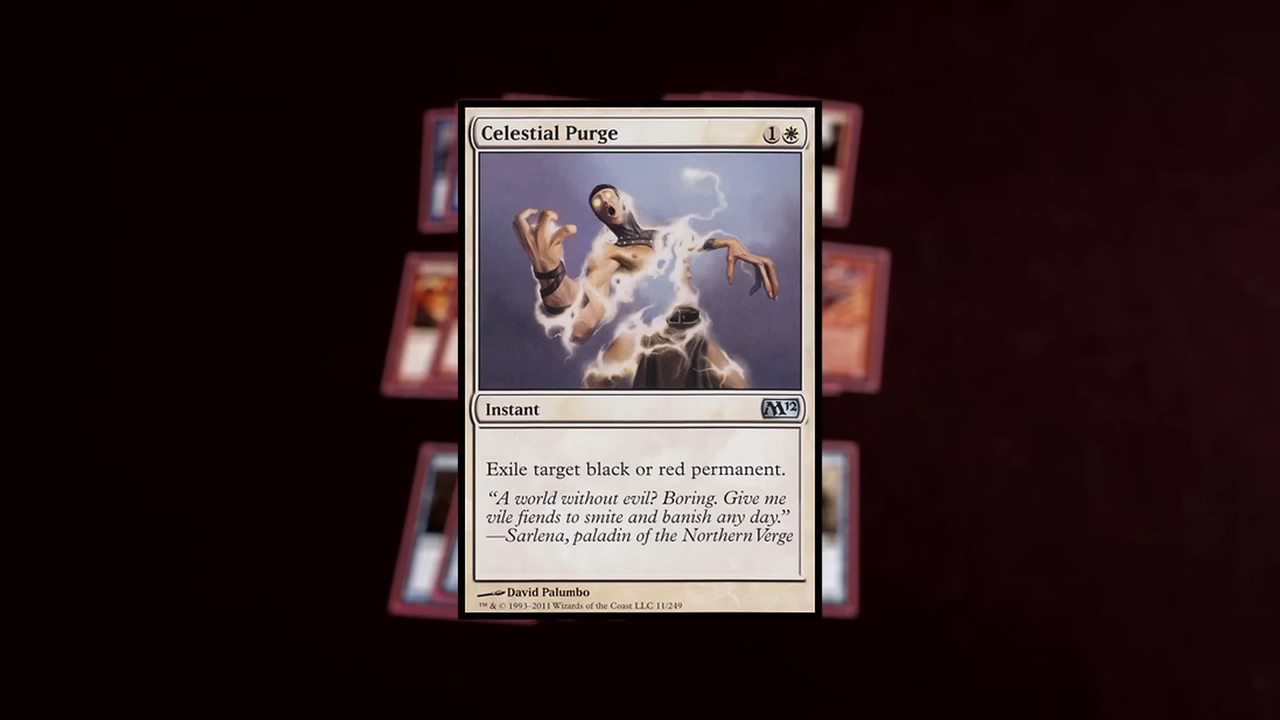 Celestial Purge 1
Instant M12
Exile target black or red permanent.
“A world without evil? Boring. Give me
vile fiends to smite and banish any day.”
—Sarlena, paladin of the Northern Verge
David Palumbo
™ & © 1993–2011 Wizards of the Coast LLC 11/249